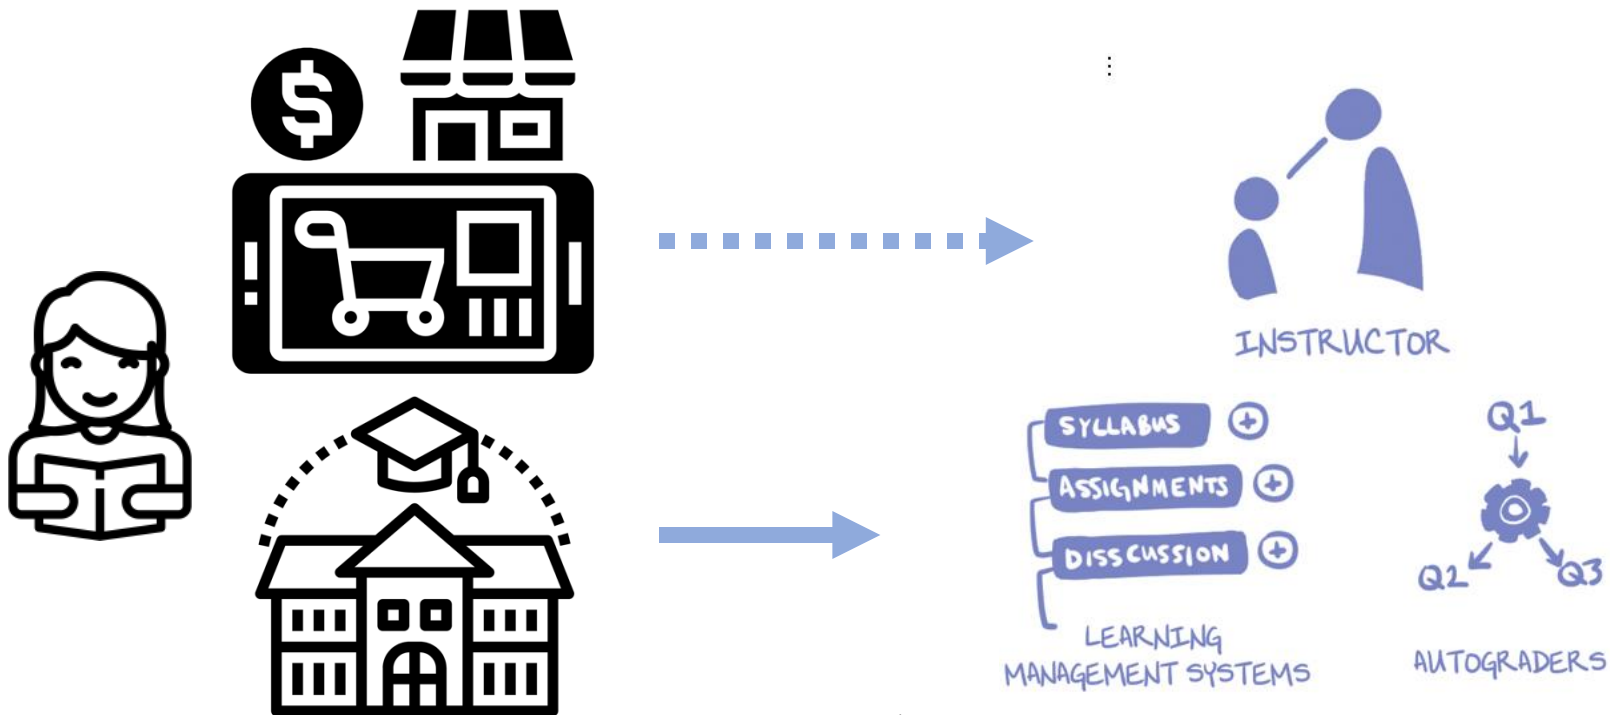 $
⋮
INSTRUCTOR
SYLLABUS
ASSIGNMENTS
DISSCUSSION
LEARNING
MANAGEMENT SYSTEMS
Q1
Q2 Q3
AUTOGRADERS